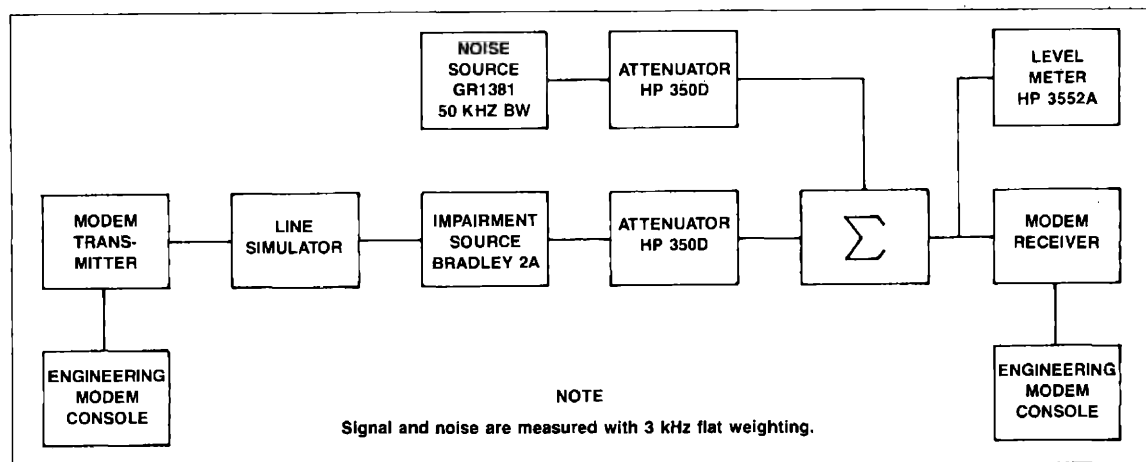 NOISE
SOURCE
GR1381
50 KHZ BW
ATTENUATOR
HP 350D
LEVEL
METER
HP 3552A
MODEM
TRANS-
MITTER
LINE
SIMULATOR
IMPAIRMENT
SOURCE
BRADLEY 2A
ATTENUATOR
HP 350D
Σ
MODEM
RECEIVER
ENGINEERING
MODEM
CONSOLE
ENGINEERING
MODEM
CONSOLE
NOTE
Signal and noise are measured with 3 kHz flat weighting.